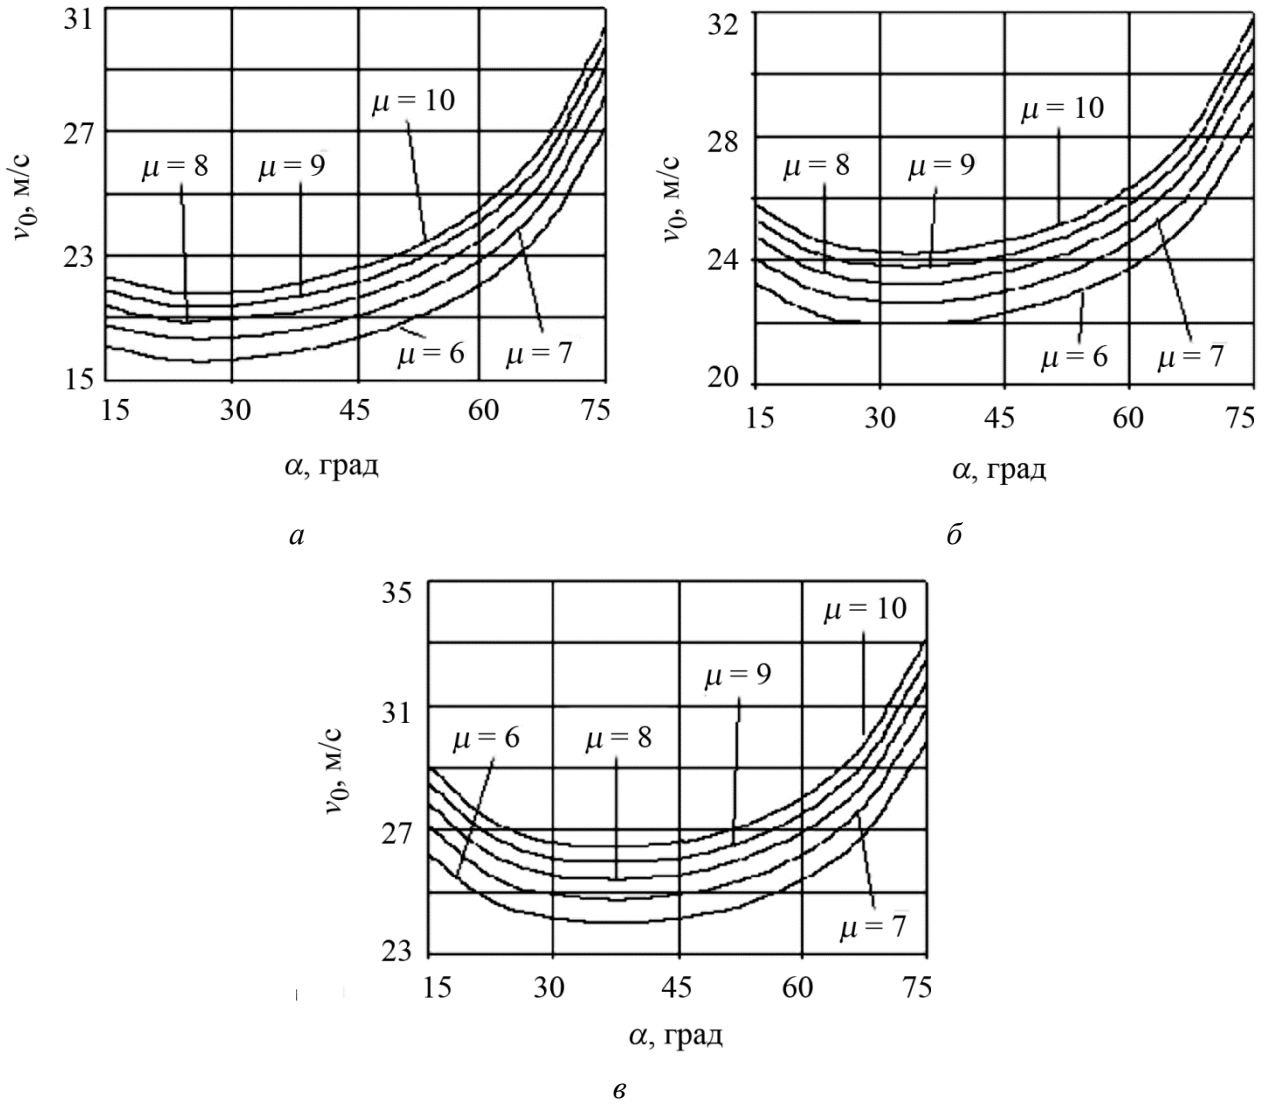 31
27
23
15
v0, м/с
μ = 10
μ = 8
μ = 9
μ = 6
μ = 7
15 30 45 60 75
α, град
а
32
28
24
20
v0, м/с
μ = 10
μ = 8
μ = 9
μ = 6
μ = 7
15 30 45 60 75
α, град
б
35
31
27
23
v0, м/с
μ = 10
μ = 9
μ = 6
μ = 8
μ = 7
15 30 45 60 75
α, град
в